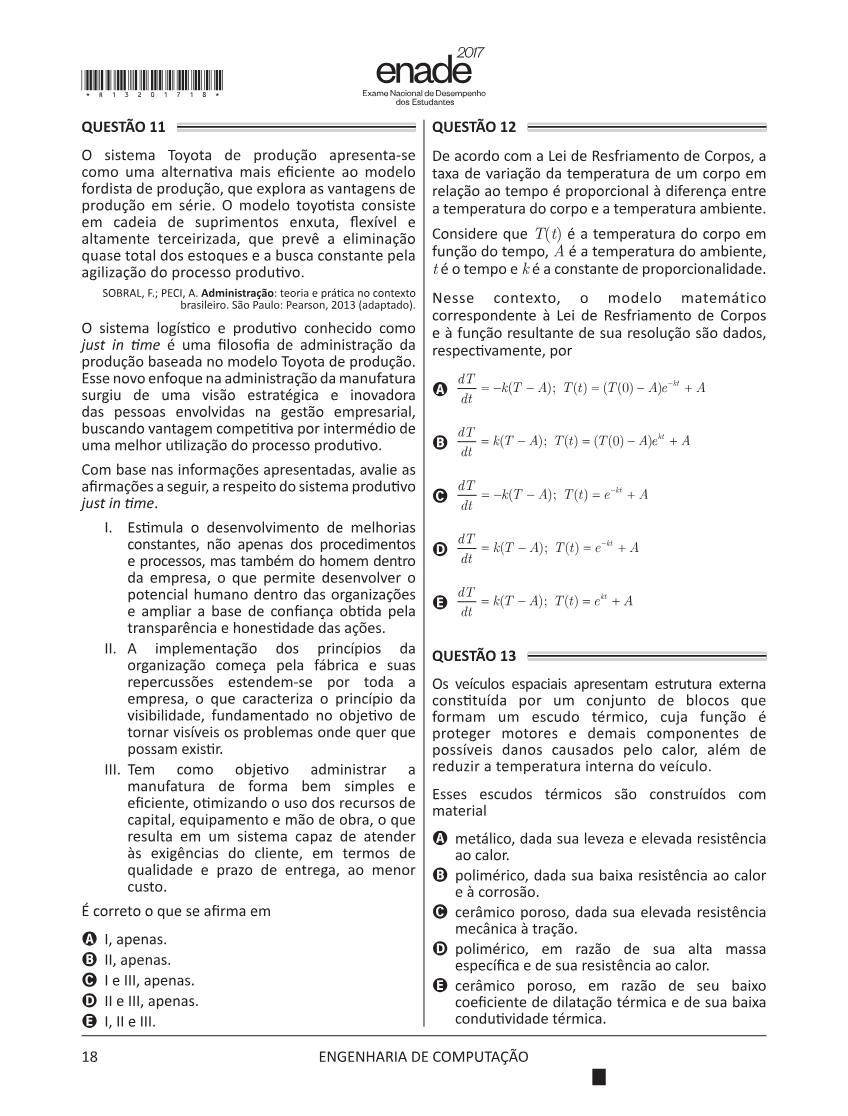 *R13201718*
enade 2017
Exame Nacional de Desempenho
dos Estudantes
QUESTÃO 11
O sistema Toyota de produção apresenta-se
como uma alternativa mais eficiente ao modelo
fordista de produção, que explora as vantagens de
produção em série. O modelo toyotista consiste
em cadeia de suprimentos enxuta, flexível e
altamente terceirizada, que prevê a eliminação
quase total dos estoques e a busca constante pela
agilização do processo produtivo.
SOBRAL, F.; PECI, A. Administração: teoria e prática no contexto
brasileiro. São Paulo: Pearson, 2013 (adaptado).
O sistema logístico e produtivo conhecido como
just in time é uma filosofia de administração da
produção baseada no modelo Toyota de produção.
Esse novo enfoque na administração da manufatura
surgiu de uma visão estratégica e inovadora
das pessoas envolvidas na gestão empresarial,
buscando vantagem competitiva por intermédio de
uma melhor utilização do processo produtivo.
Com base nas informações apresentadas, avalie as
afirmações a seguir, a respeito do sistema produtivo
just in time.
I. Estimula o desenvolvimento de melhorias
constantes, não apenas dos procedimentos
e processos, mas também do homem dentro
da empresa, o que permite desenvolver o
potencial humano dentro das organizações
e ampliar a base de confiança obtida pela
transparência e honestidade das ações.
II. A implementação dos princípios da
organização começa pela fábrica e suas
repercussões estendem-se por toda a
empresa, o que caracteriza o princípio da
visibilidade, fundamentado no objetivo de
tornar visíveis os problemas onde quer que
possam existir.
III. Tem como objetivo administrar a
manufatura de forma bem simples e
eficiente, otimizando o uso dos recursos de
capital, equipamento e mão de obra, o que
resulta em um sistema capaz de atender
às exigências do cliente, em termos de
qualidade e prazo de entrega, ao menor
custo.
É correto o que se afirma em
A I, apenas.
B II, apenas.
C I e III, apenas.
D II e III, apenas.
E I, II e III.
QUESTÃO 12
De acordo com a Lei de Resfriamento de Corpos, a
taxa de variação da temperatura de um corpo em
relação ao tempo é proporcional à diferença entre
a temperatura do corpo e a temperatura ambiente.
Considere que T(t) é a temperatura do corpo em
função do tempo, A é a temperatura do ambiente,
t é o tempo e k é a constante de proporcionalidade.
Nesse contexto, o modelo matemático
correspondente à Lei de Resfriamento de Corpos
e à função resultante de sua resolução são dados,
respectivamente, por
A dT/dt = −k(T − A); T(t) = (T(0) − A)e^−kt + A
B dT/dt = k(T − A); T(t) = (T(0) − A)e^kt + A
C dT/dt = −k(T − A); T(t) = e^−kt + A
D dT/dt = k(T − A); T(t) = e^−kt + A
E dT/dt = k(T − A); T(t) = e^kt + A
QUESTÃO 13
Os veículos espaciais apresentam estrutura externa
constituída por um conjunto de blocos que
formam um escudo térmico, cuja função é
proteger motores e demais componentes de
possíveis danos causados pelo calor, além de
reduzir a temperatura interna do veículo.
Esses escudos térmicos são construídos com
material
A metálico, dada sua leveza e elevada resistência
ao calor.
B polimérico, dada sua baixa resistência ao calor
e à corrosão.
C cerâmico poroso, dada sua elevada resistência
mecânica à tração.
D polimérico, em razão de sua alta massa
específica e de sua resistência ao calor.
E cerâmico poroso, em razão de seu baixo
coeficiente de dilatação térmica e de sua baixa
condutividade térmica.
18
ENGENHARIA DE COMPUTAÇÃO